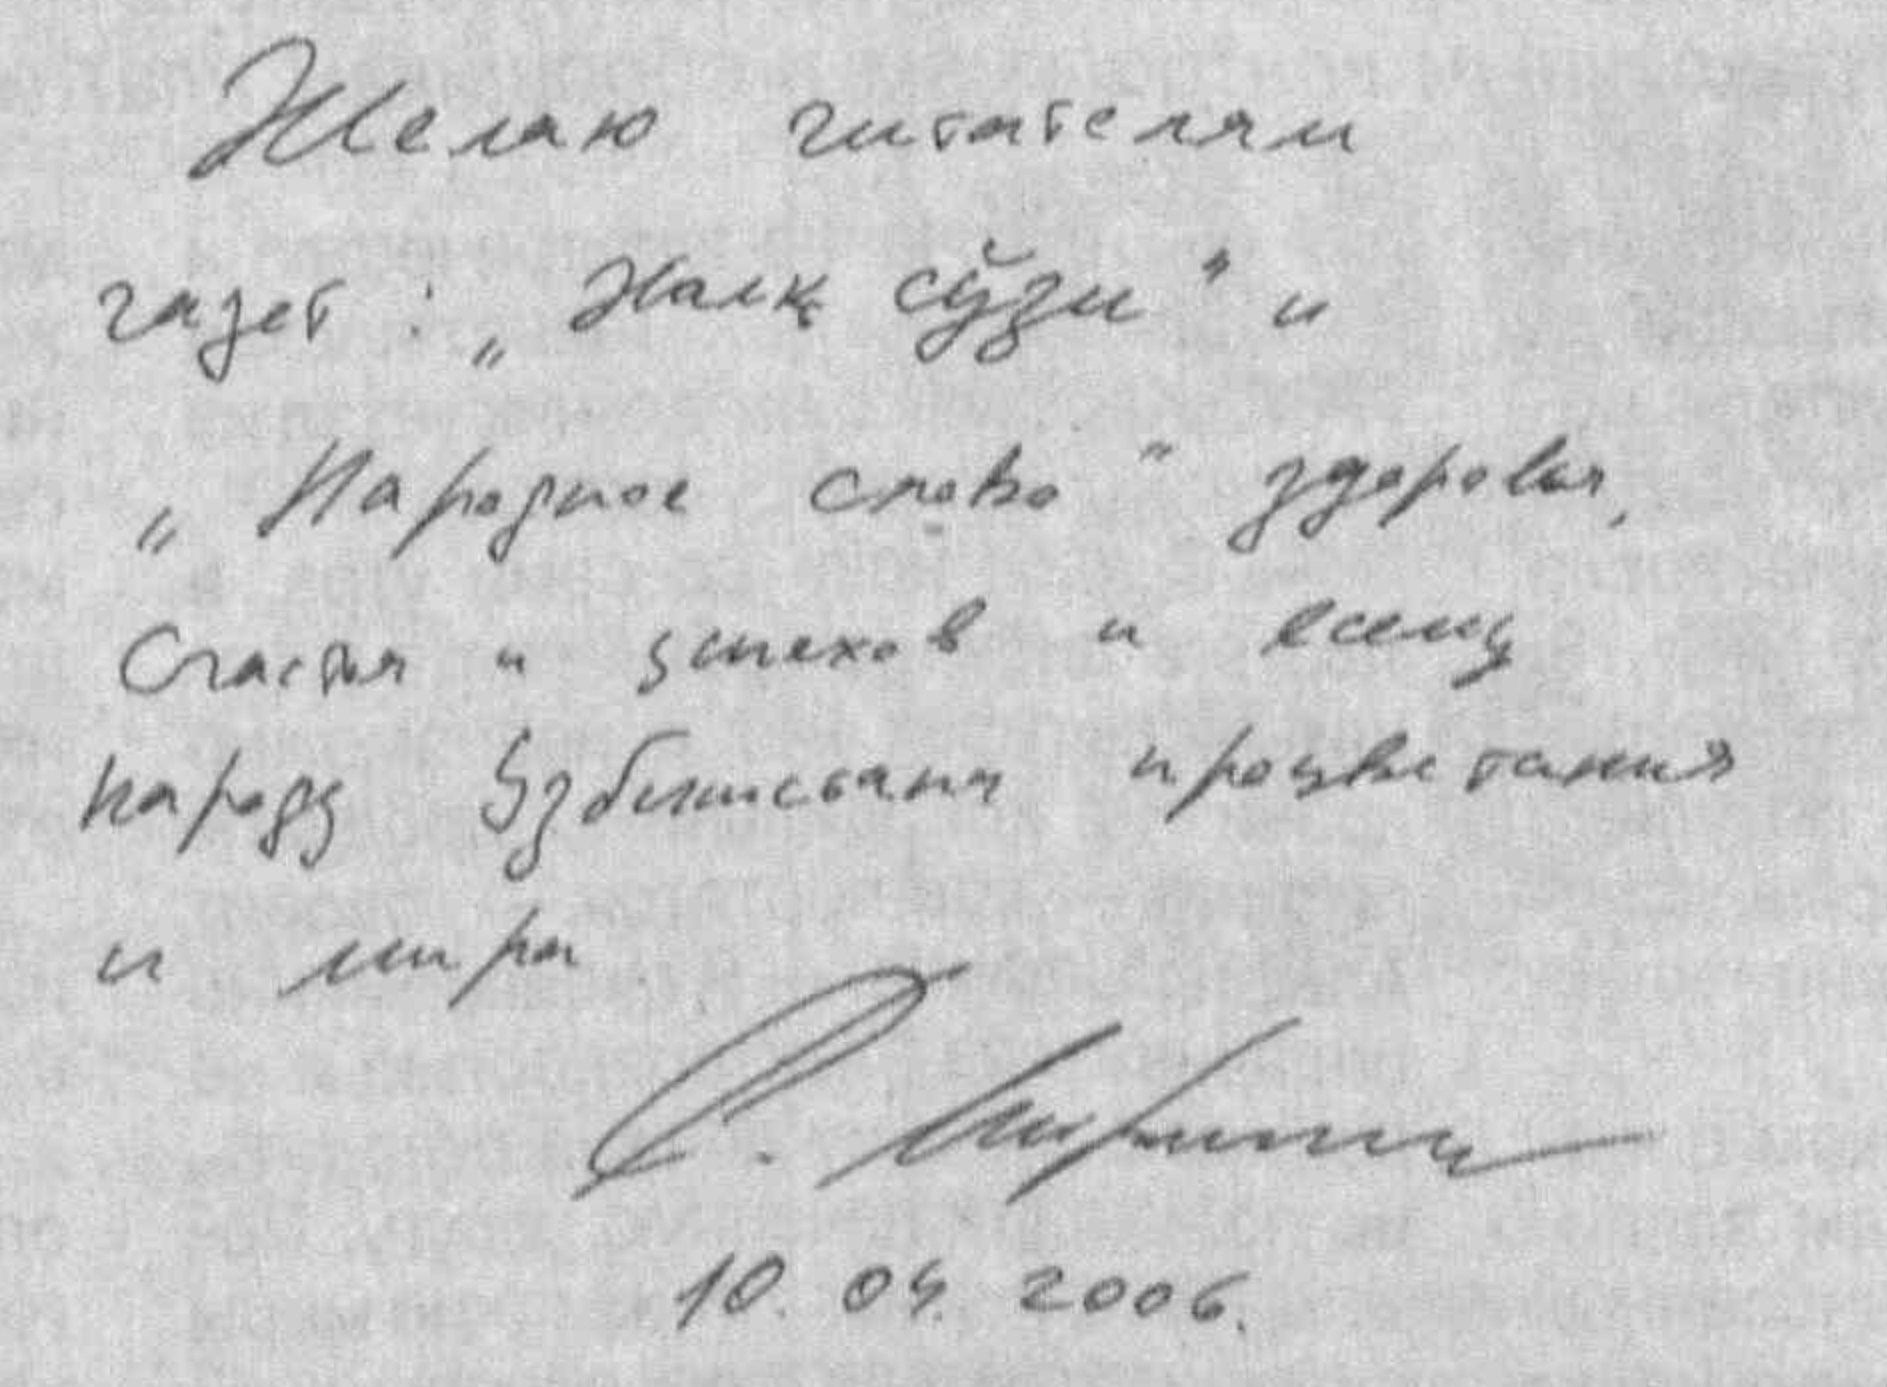 Желаю читателям
газет: „Халқ сўзи" и
„Народное слово" здоровья,
Счастья и успехов и всему
народу Узбекистана процветания
и мира
10.04.2006.